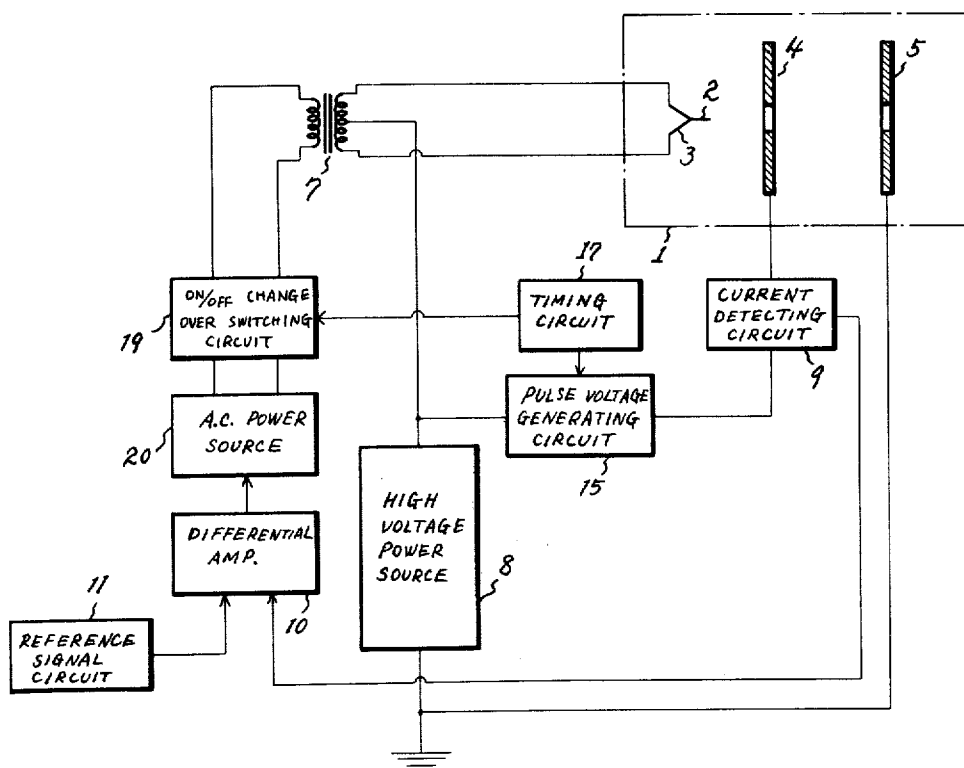 4
5
2
3
7
1
17
ON/OFF CHANGE
OVER SWITCHING
CIRCUIT
19
TIMING
CIRCUIT
CURRENT
DETECTING
CIRCUIT
9
A.C. POWER
SOURCE
20
PULSE VOLTAGE
GENERATING
CIRCUIT
15
HIGH
VOLTAGE
POWER
SOURCE
8
DIFFERENTIAL
AMP.
10
11
REFERENCE
SIGNAL
CIRCUIT